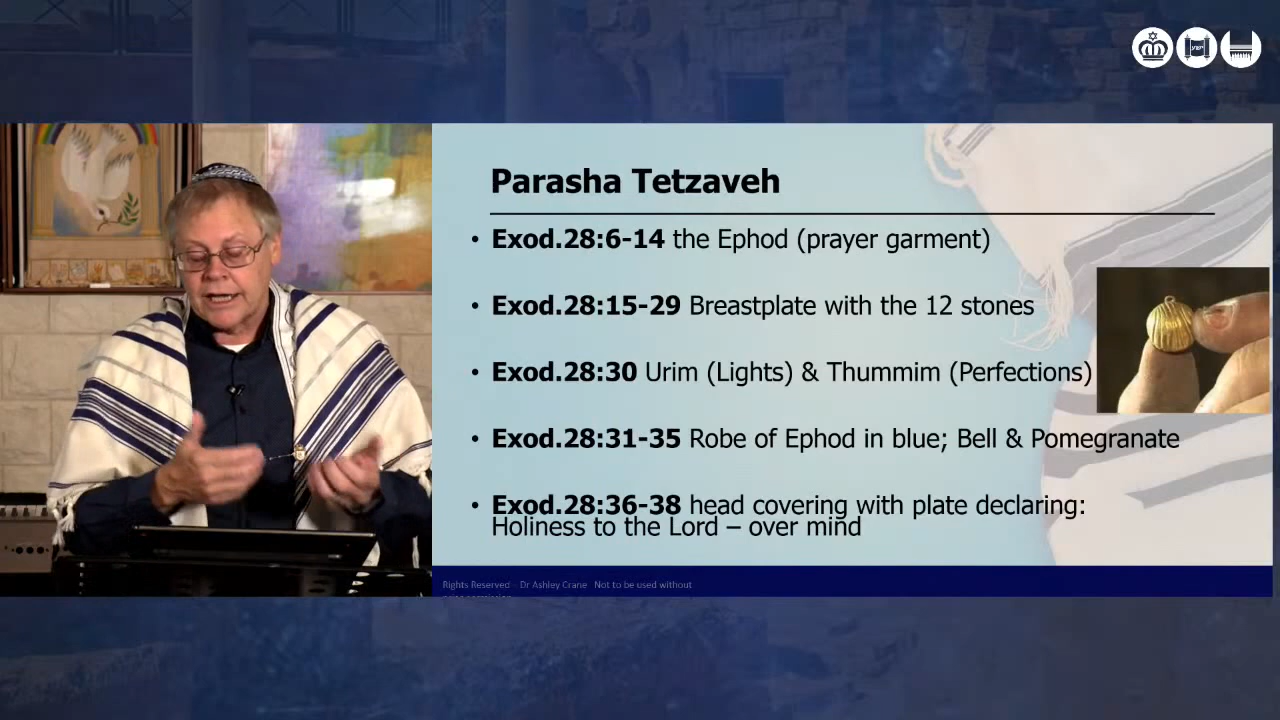 Parasha Tetzaveh
• Exod.28:6-14 the Ephod (prayer garment)
• Exod.28:15-29 Breastplate with the 12 stones
• Exod.28:30 Urim (Lights) & Thummim (Perfections)
• Exod.28:31-35 Robe of Ephod in blue; Bell & Pomegranate
• Exod.28:36-38 head covering with plate declaring:
Holiness to the Lord – over mind
Rights Reserved – Dr Ashley Crane Not to be used without